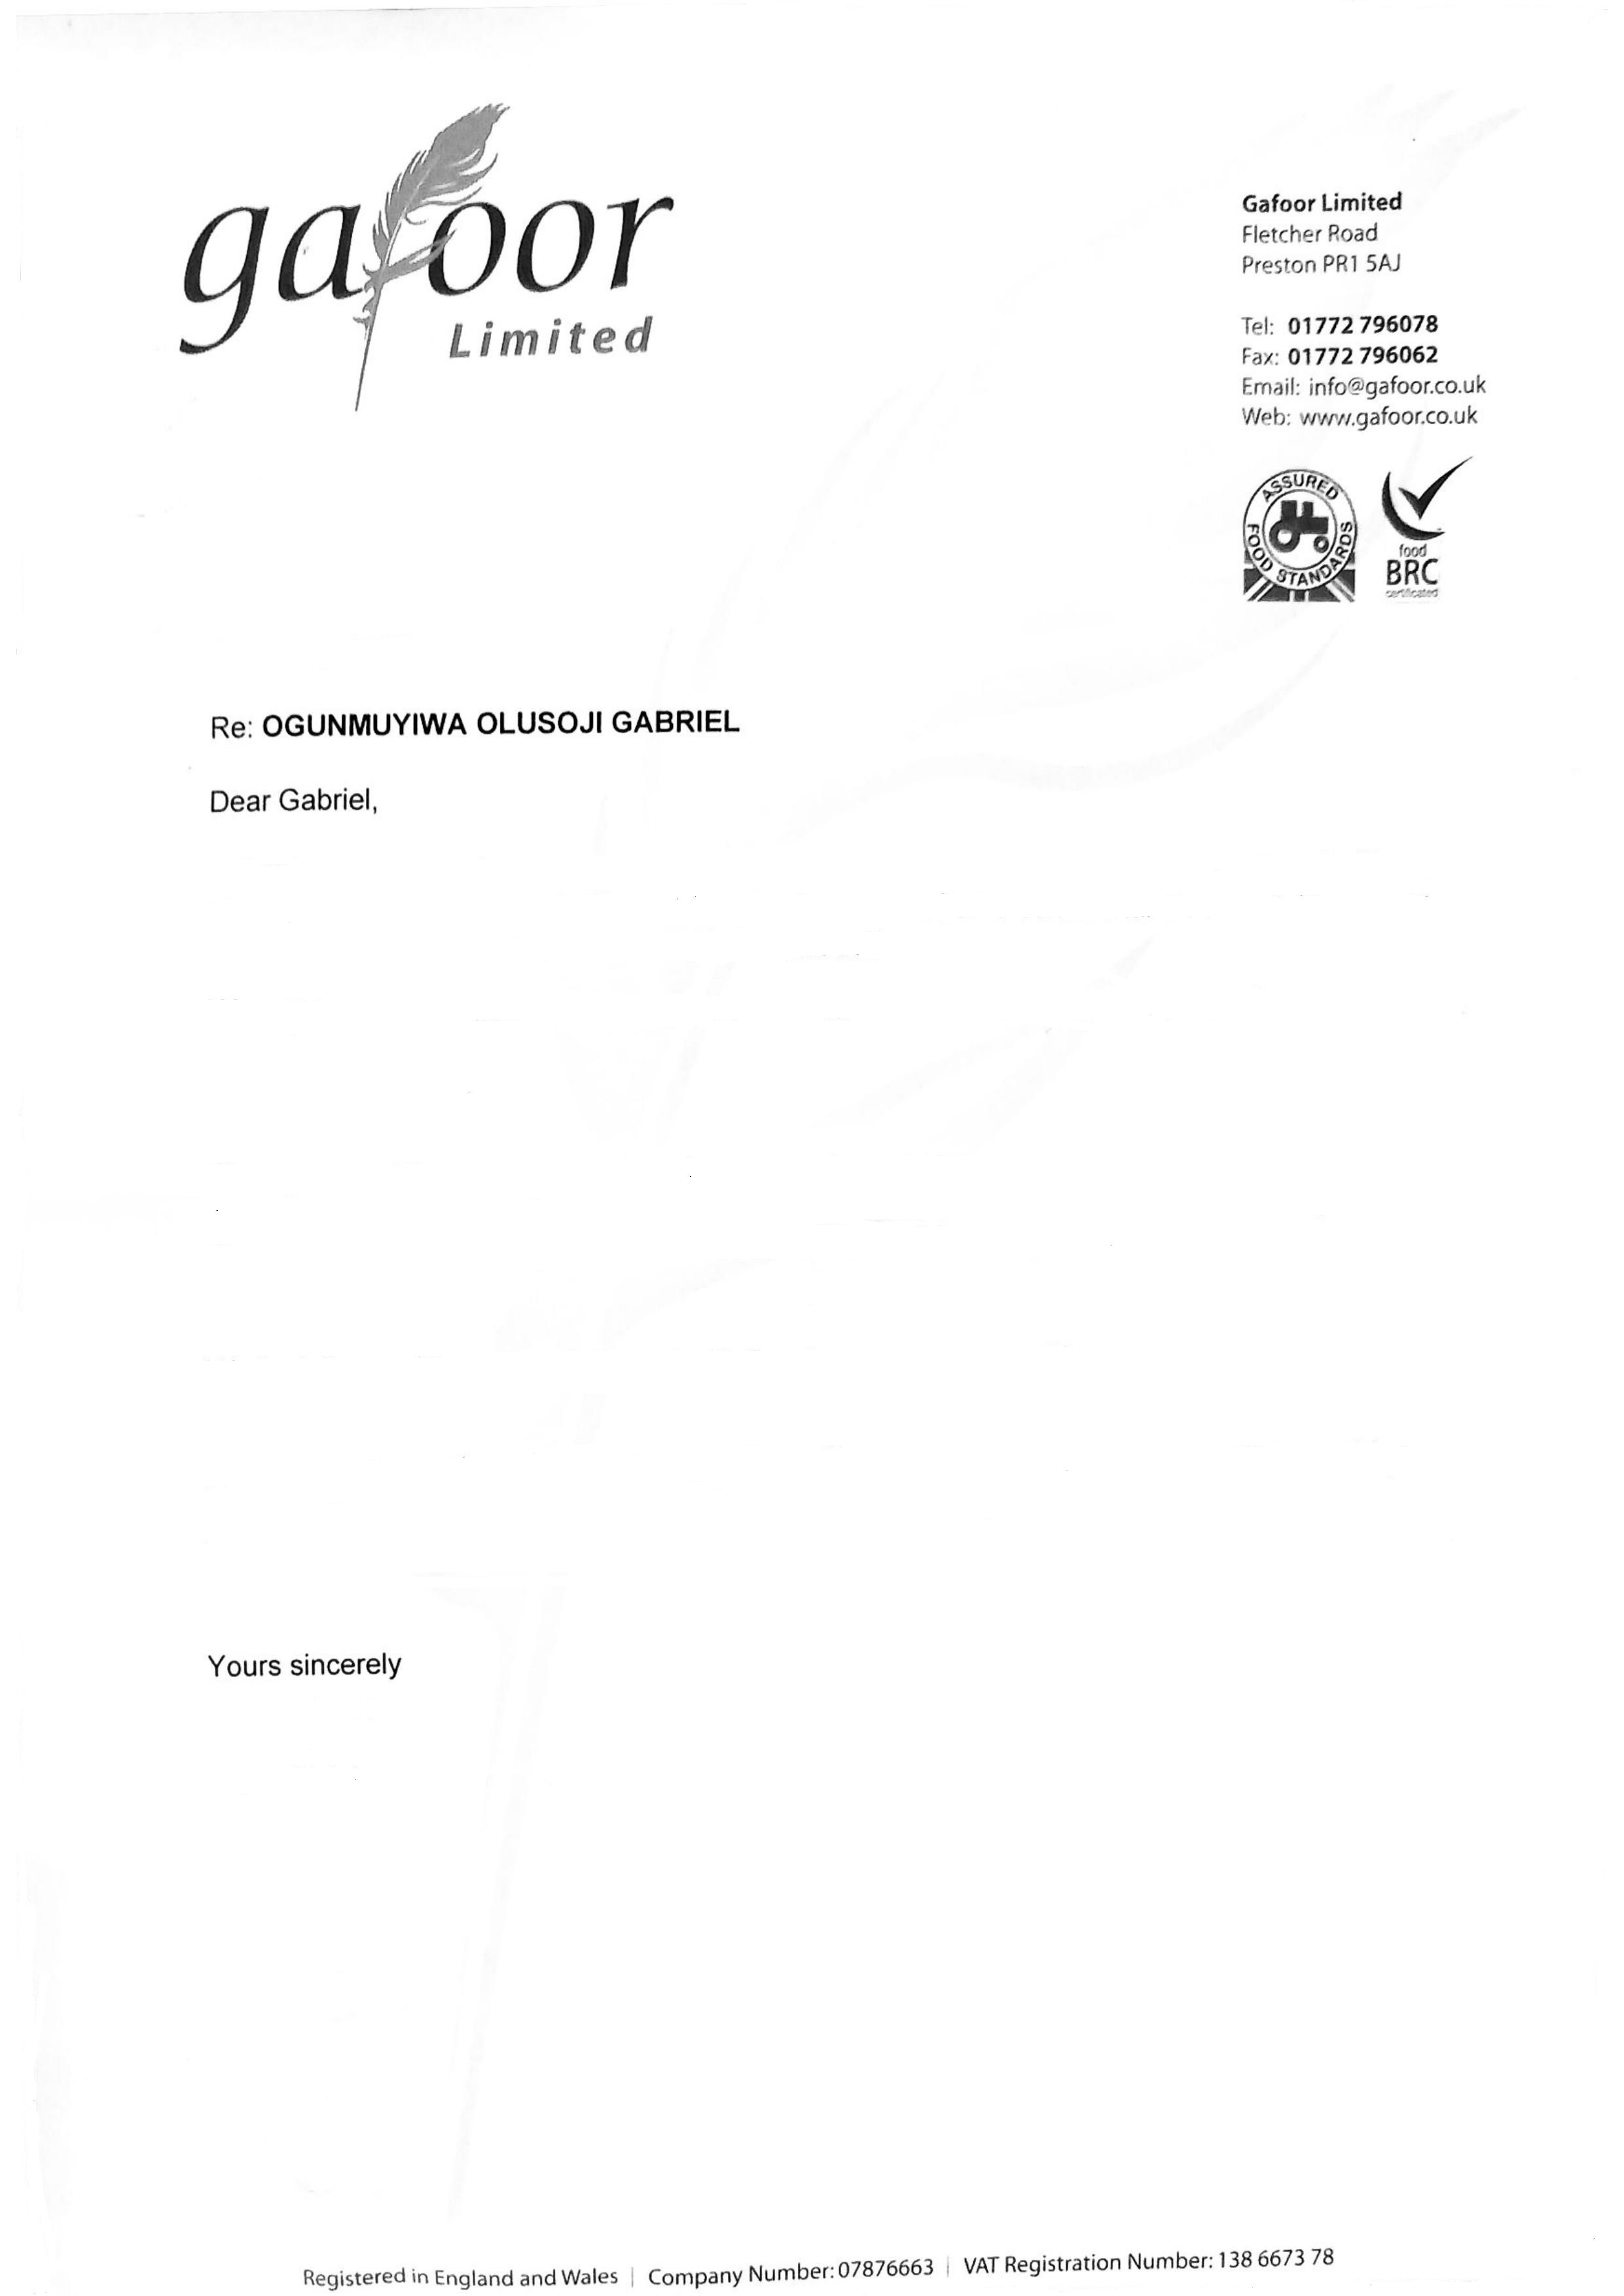 gafoor
Limited
Gafoor Limited
Fletcher Road
Preston PR1 5AJ
Tel: 01772 796078
Fax: 01772 796062
Email: info@gafoor.co.uk
Web: www.gafoor.co.uk
ASSURED
FOOD STANDARDS
food
BRC
certificated
Re: OGUNMUYIWA OLUSOJI GABRIEL
Dear Gabriel,
Yours sincerely
Registered in England and Wales | Company Number: 07876663 | VAT Registration Number: 138 6673 78